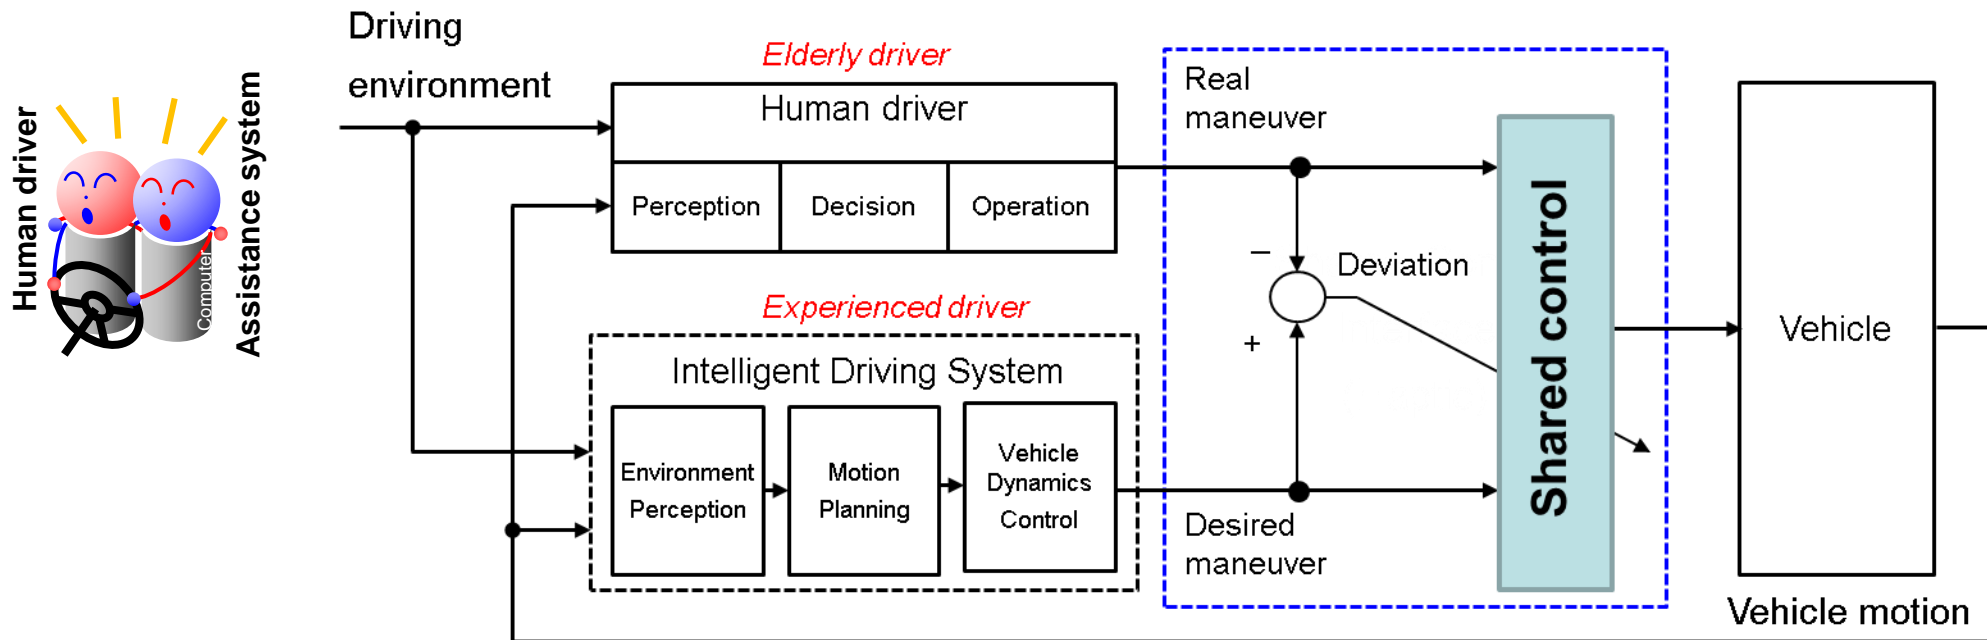 Human driver
Computer
Assistance system
Driving
environment
Elderly driver
Human driver
Perception
Decision
Operation
Experienced driver
Intelligent Driving System
Environment
Perception
Motion
Planning
Vehicle
Dynamics
Control
Real
maneuver
–
Deviation
+
Desired
maneuver
Shared control
Vehicle
Vehicle motion